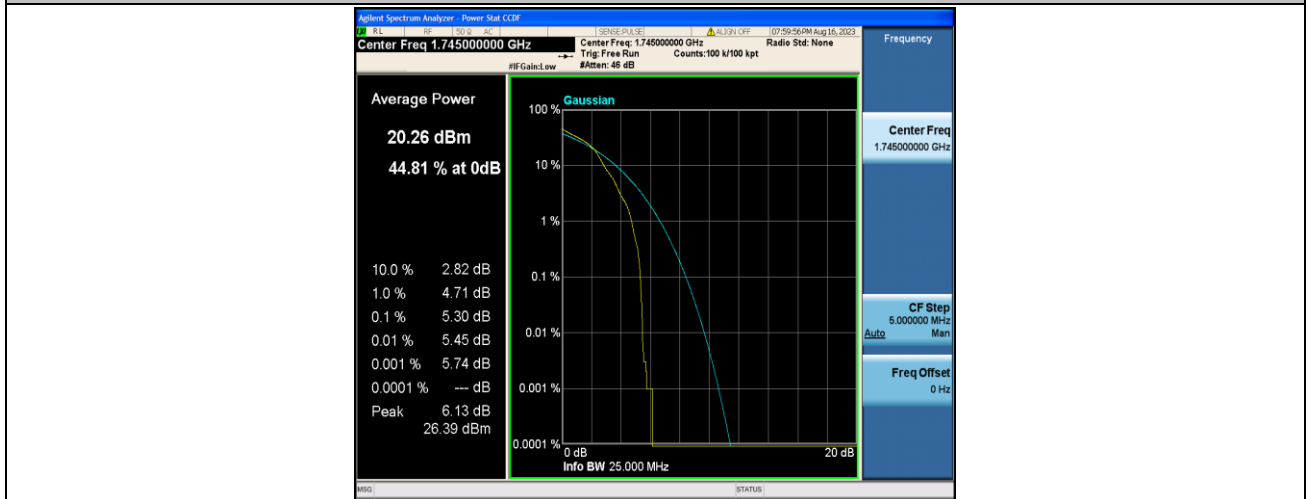 Agilent Spectrum Analyzer - Power Stat CCDF
RL RF 50 Ω AC SENSE:PULSE ALIGN OFF 07:59:56 PM Aug 16, 2023
Center Freq 1.745000000 GHz
Center Freq: 1.745000000 GHz Radio Std: None
Trig: Free Run Counts:100 k/100 kpt
#IFGain:Low #Atten: 46 dB
Frequency
Average Power
20.26 dBm
44.81 % at 0dB
10.0 % 2.82 dB
1.0 % 4.71 dB
0.1 % 5.30 dB
0.01 % 5.45 dB
0.001 % 5.74 dB
0.0001 % --- dB
Peak 6.13 dB
26.39 dBm
Gaussian
100 %
10 %
1 %
0.1 %
0.01 %
0.001 %
0.0001 %
0 dB 20 dB
Info BW 25.000 MHz
Center Freq
1.745000000 GHz
CF Step
5.000000 MHz
Auto Man
Freq Offset
0 Hz
MSG STATUS